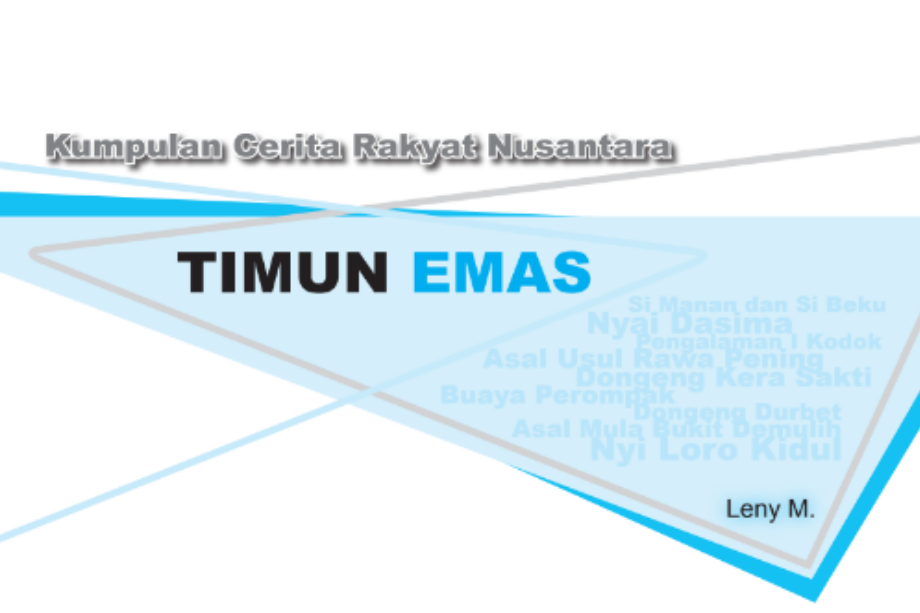 Kumpulan Cerita Rakyat Nusantara
TIMUN EMAS
Si Manan dan Si Beku
Nyai Dasima
Pengalaman I Kodok
Asal Usul Rawa Pening
Dongeng Kera Sakti
Buaya Perompak
Dongeng Durhet
Asal Mula Bukit Demulih
Nyi Loro Kidul
Leny M.